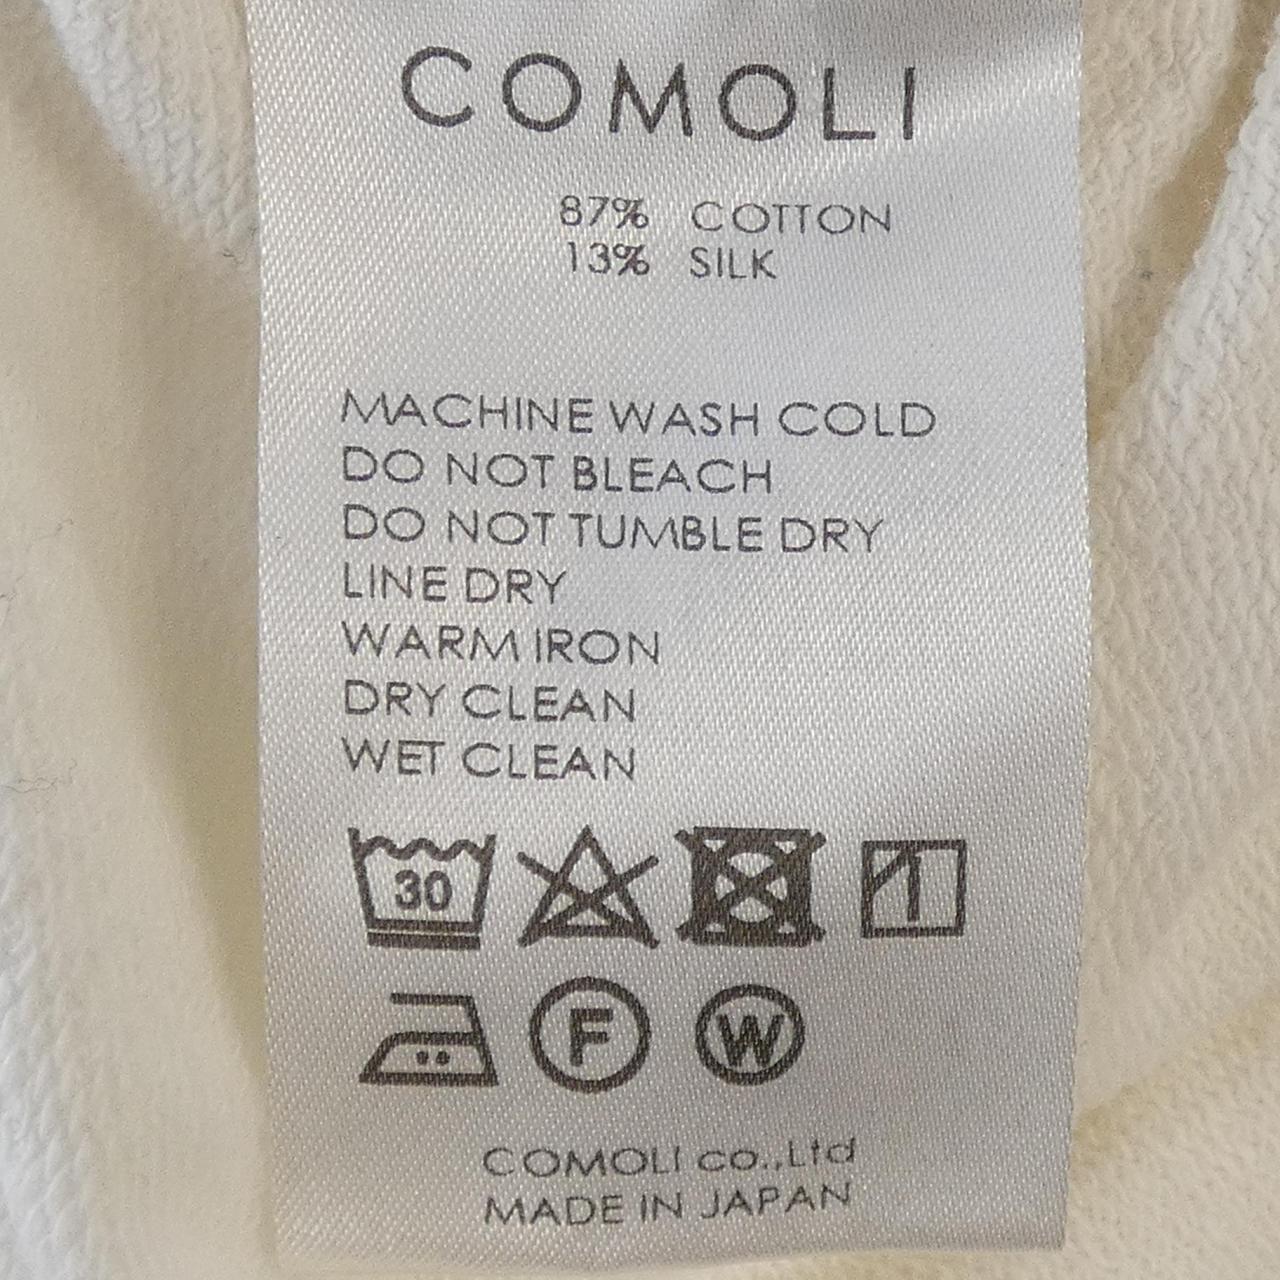 COMOLI
87% COTTON
13% SILK
MACHINE WASH COLD
DO NOT BLEACH
DO NOT TUMBLE DRY
LINE DRY
WARM IRON
DRY CLEAN
WET CLEAN
30
F W
COMOLI co.,Ltd
MADE IN JAPAN